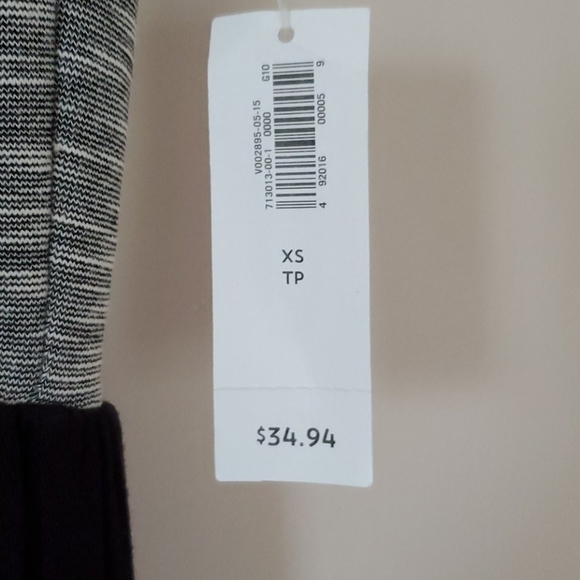 V002895-05-15 G10
713013-00-1 0000
4 92016 00005 9
XS
TP
$34.94